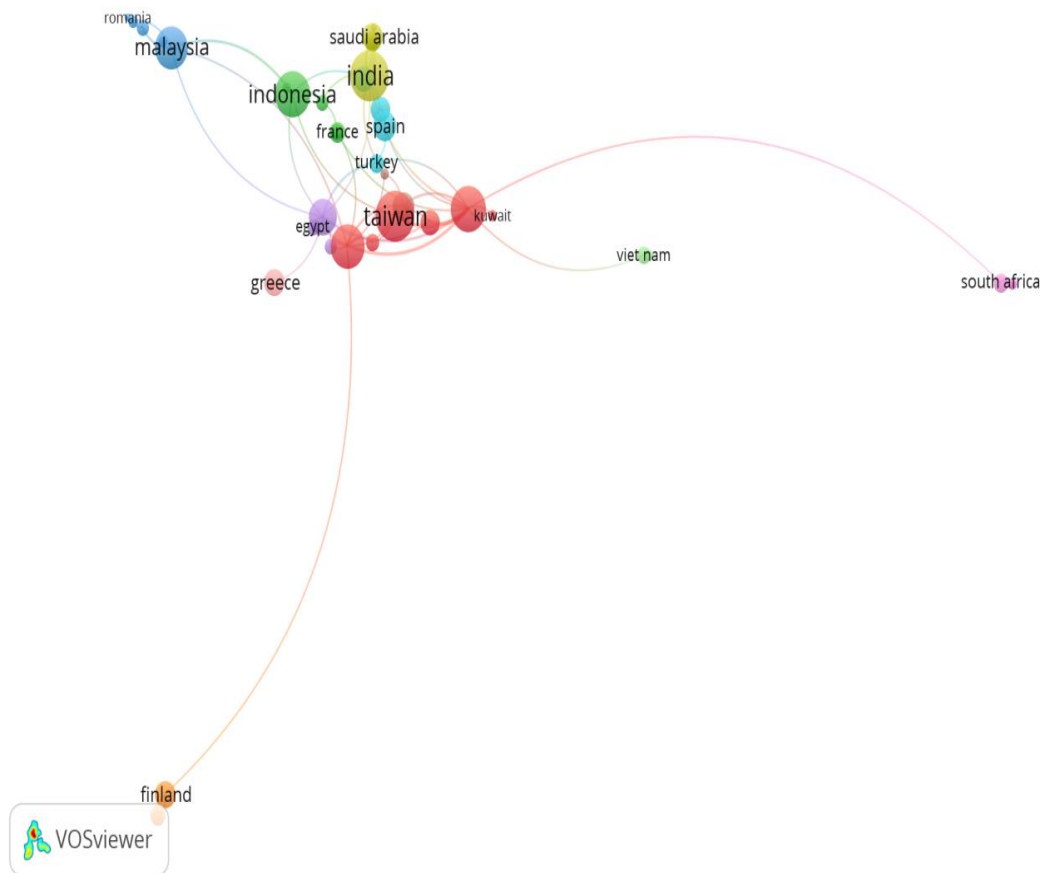 romania
malaysia
saudi arabia
india
indonesia
france
spain
turkey
taiwan
kuwait
egypt
viet nam
greece
south africa
finland
VOSviewer